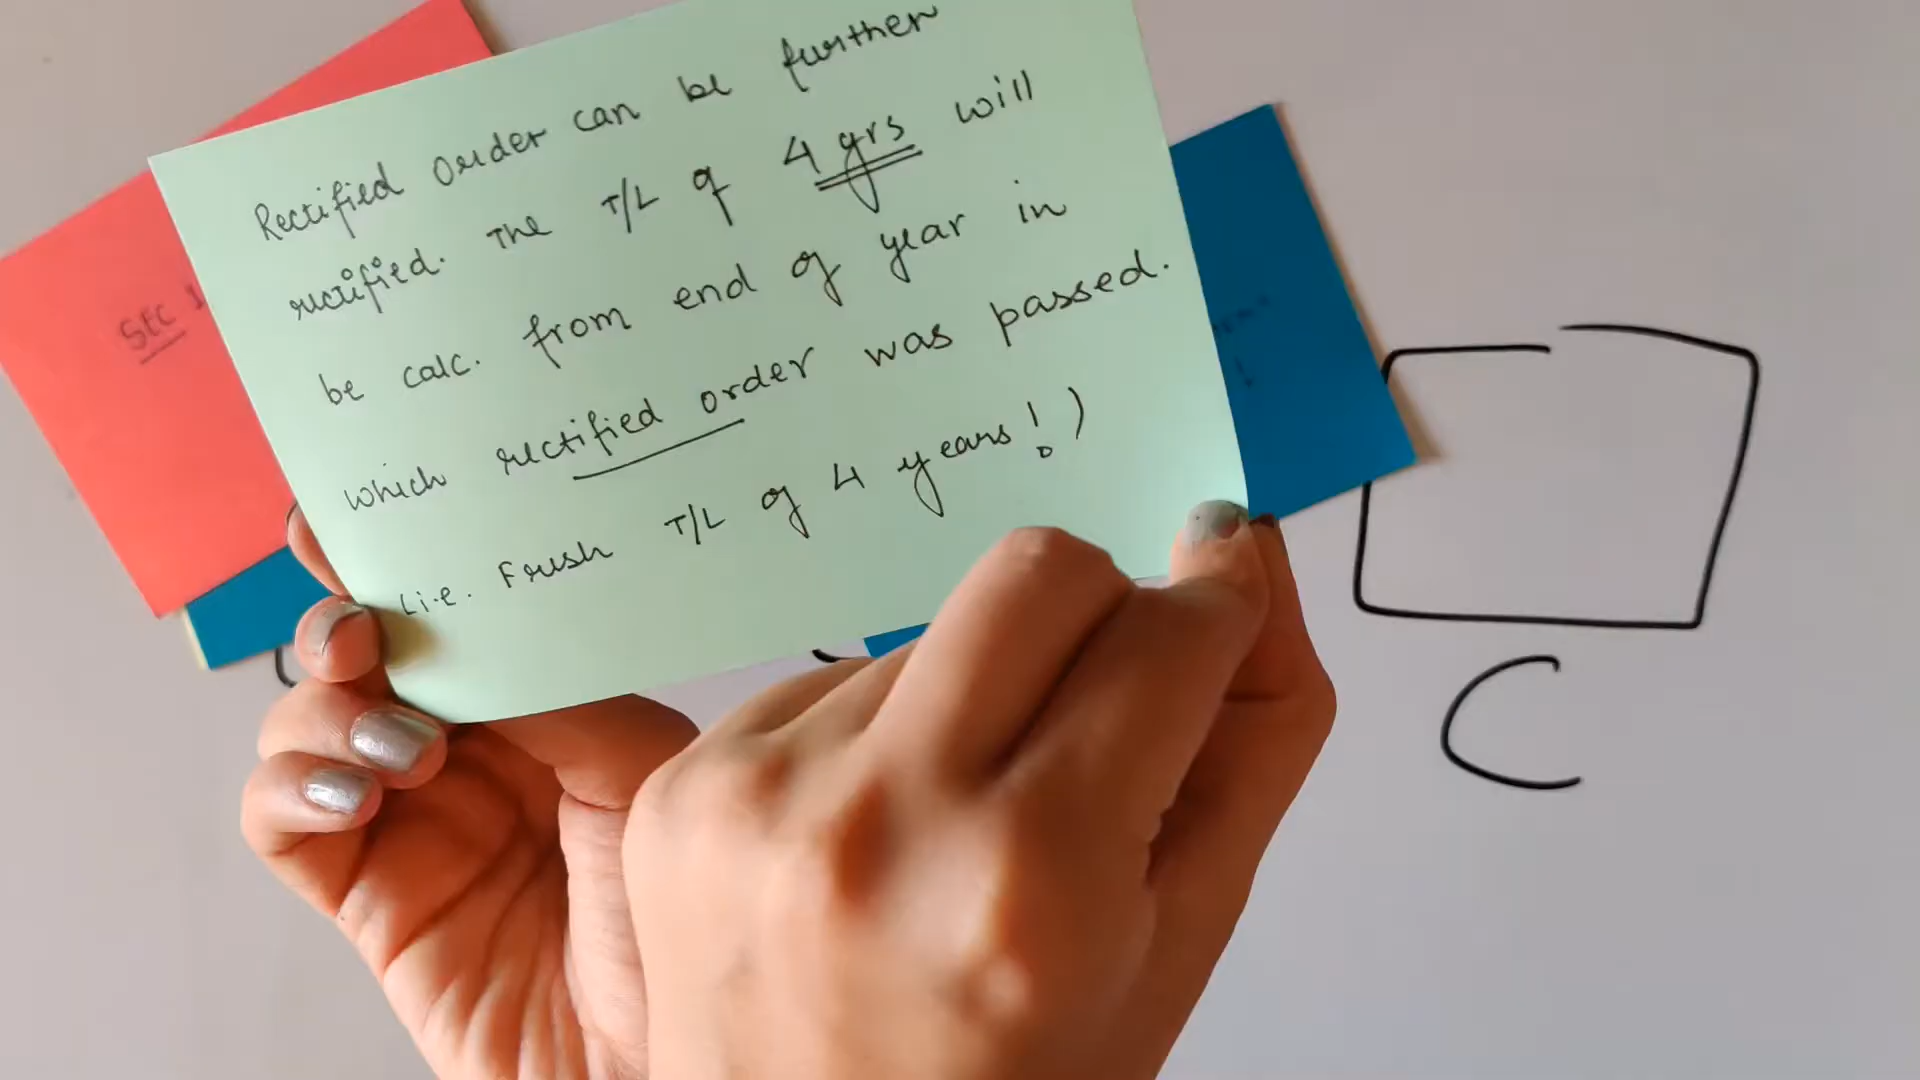 Rectified order can be further
rectified. The T/L of 4 yrs will
be calc. from end of year in
which rectified order was passed.
(i.e. Fresh T/L of 4 years!)
SEC 1
C